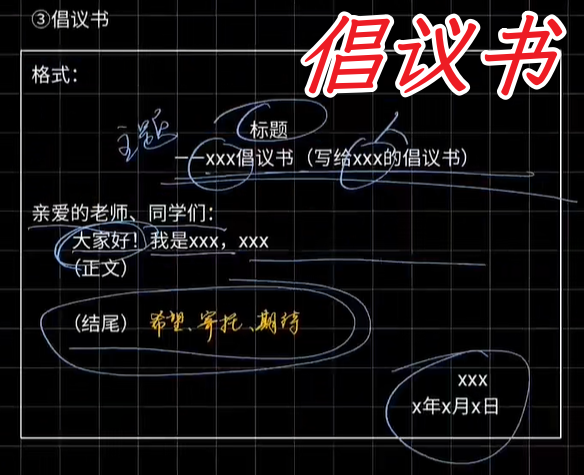 ③倡议书
倡议书
格式：
标题
主题
人
——xxx倡议书（写给xxx的倡议书）
亲爱的老师、同学们：
大家好！我是xxx，xxx
（正文）
（结尾）希望、寄托、期待
xxx
x年x月x日